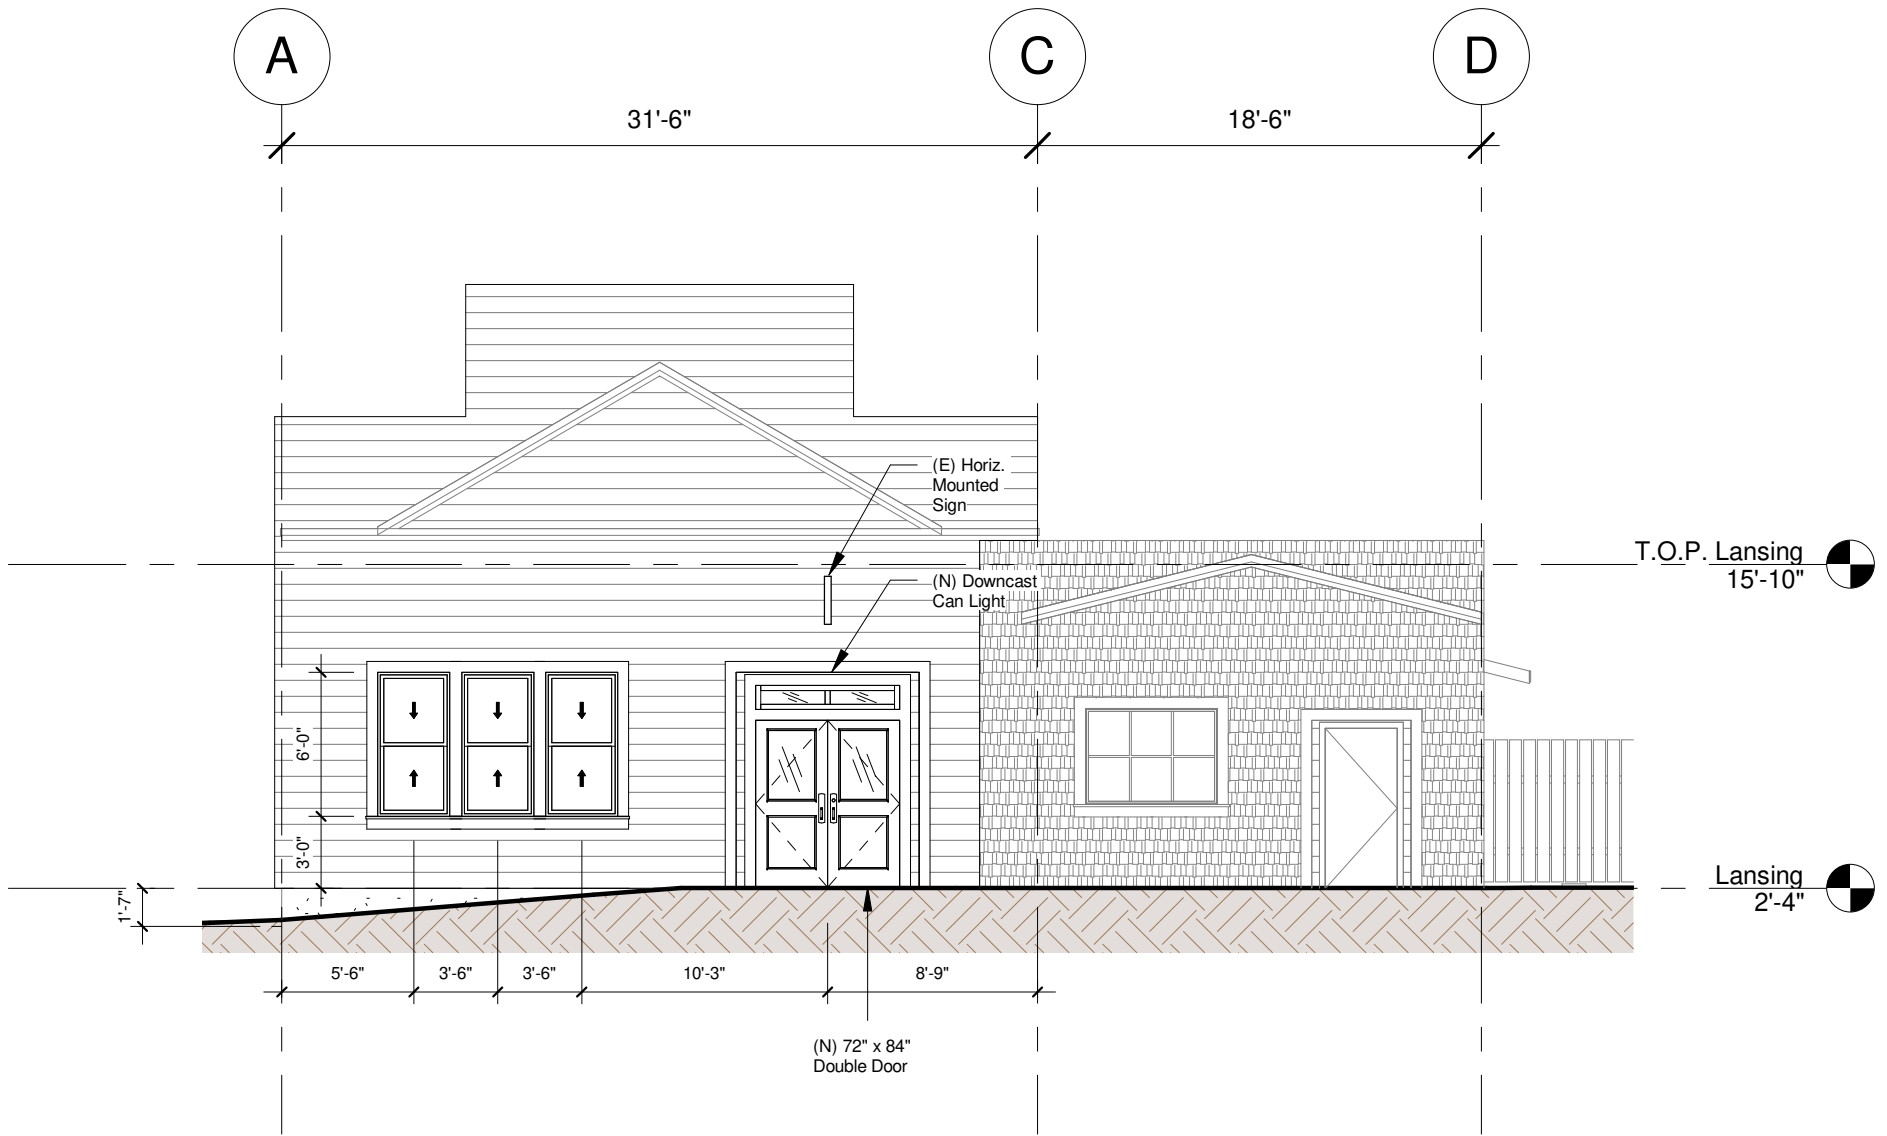 A
C
D
31'-6"
18'-6"
(E) Horiz.
Mounted
Sign
T.O.P. Lansing
15'-10"
(N) Downcast
Can Light
6'-0"
3'-0"
1'-7"
Lansing
2'-4"
5'-6"
3'-6"
3'-6"
10'-3"
8'-9"
(N) 72" x 84"
Double Door